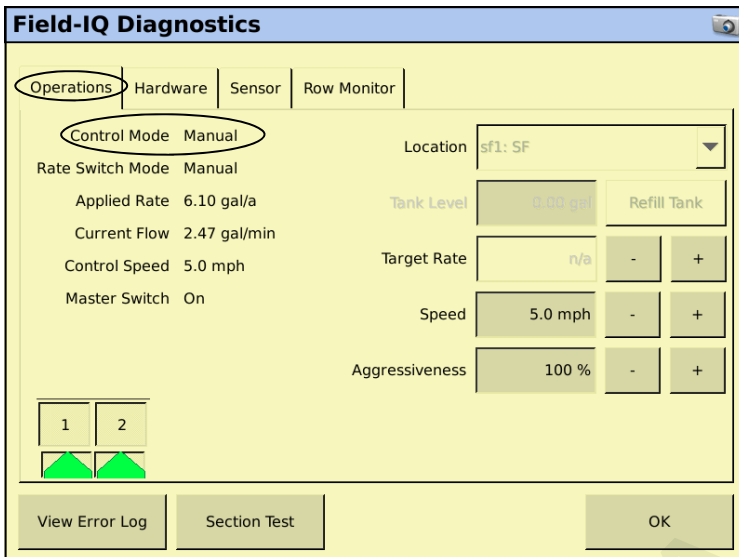 Field-IQ Diagnostics
Operations Hardware Sensor Row Monitor
Control Mode Manual
Rate Switch Mode Manual
Applied Rate 6.10 gal/a
Current Flow 2.47 gal/min
Control Speed 5.0 mph
Master Switch On
Location sf1: SF
Tank Level 0.00 gal Refill Tank
Target Rate n/a - +
Speed 5.0 mph - +
Aggressiveness 100 % - +
1 2
View Error Log Section Test OK